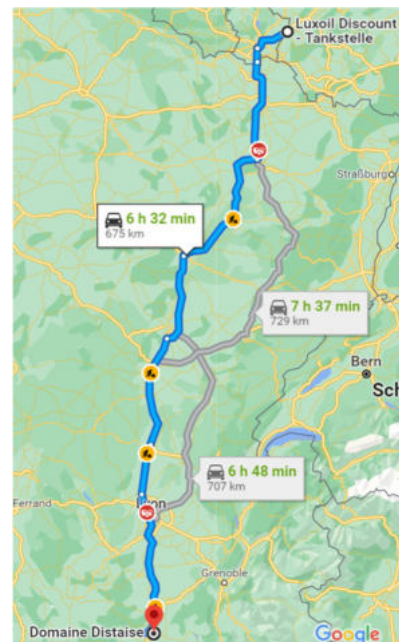 Luxoil Discount
- Tankstelle
Straßburg
6 h 32 min
675 km
7 h 37 min
729 km
Bern
Sch
6 h 48 min
707 km
Ferrand
Grenoble
Domaine Distaise
Google